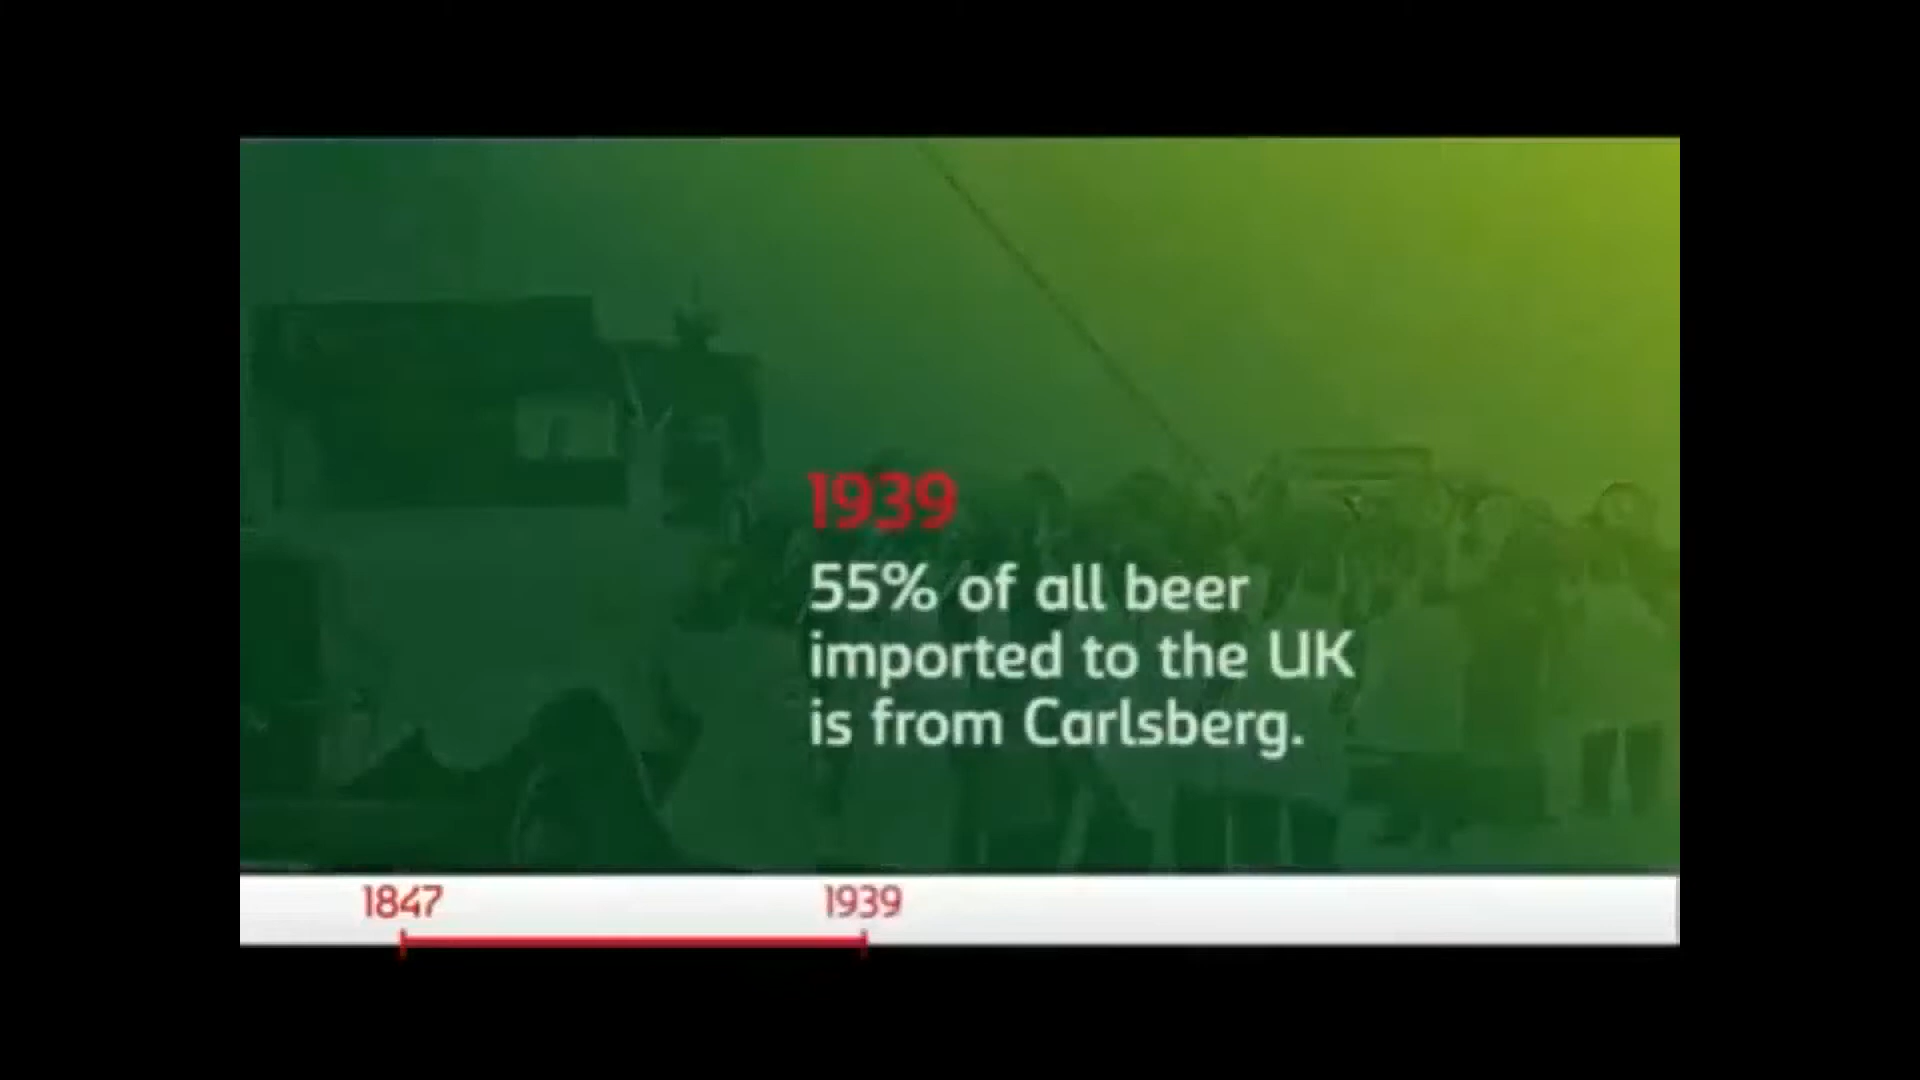 1939
55% of all beer
imported to the UK
is from Carlsberg.
1847 1939